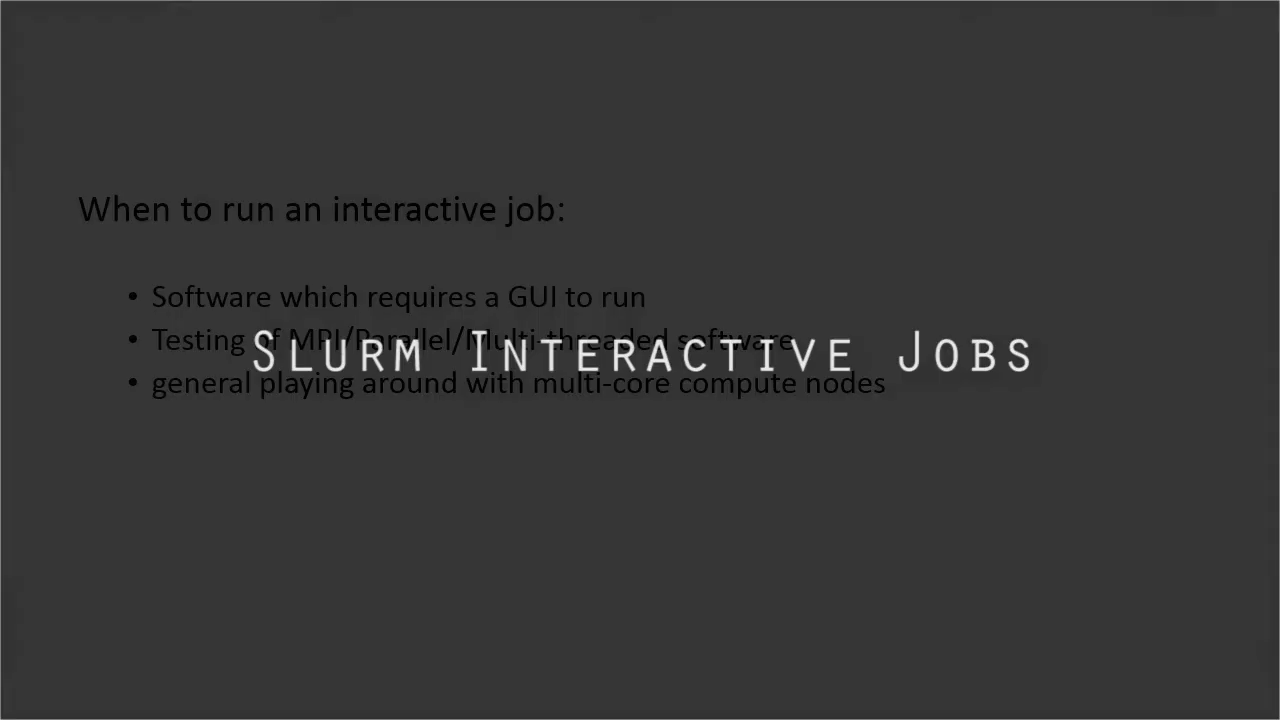 When to run an interactive job:
• Software which requires a GUI to run
• Testing of MPI/Parallel/Multi-threaded software
Slurm Interactive Jobs
• general playing around with multi-core compute nodes